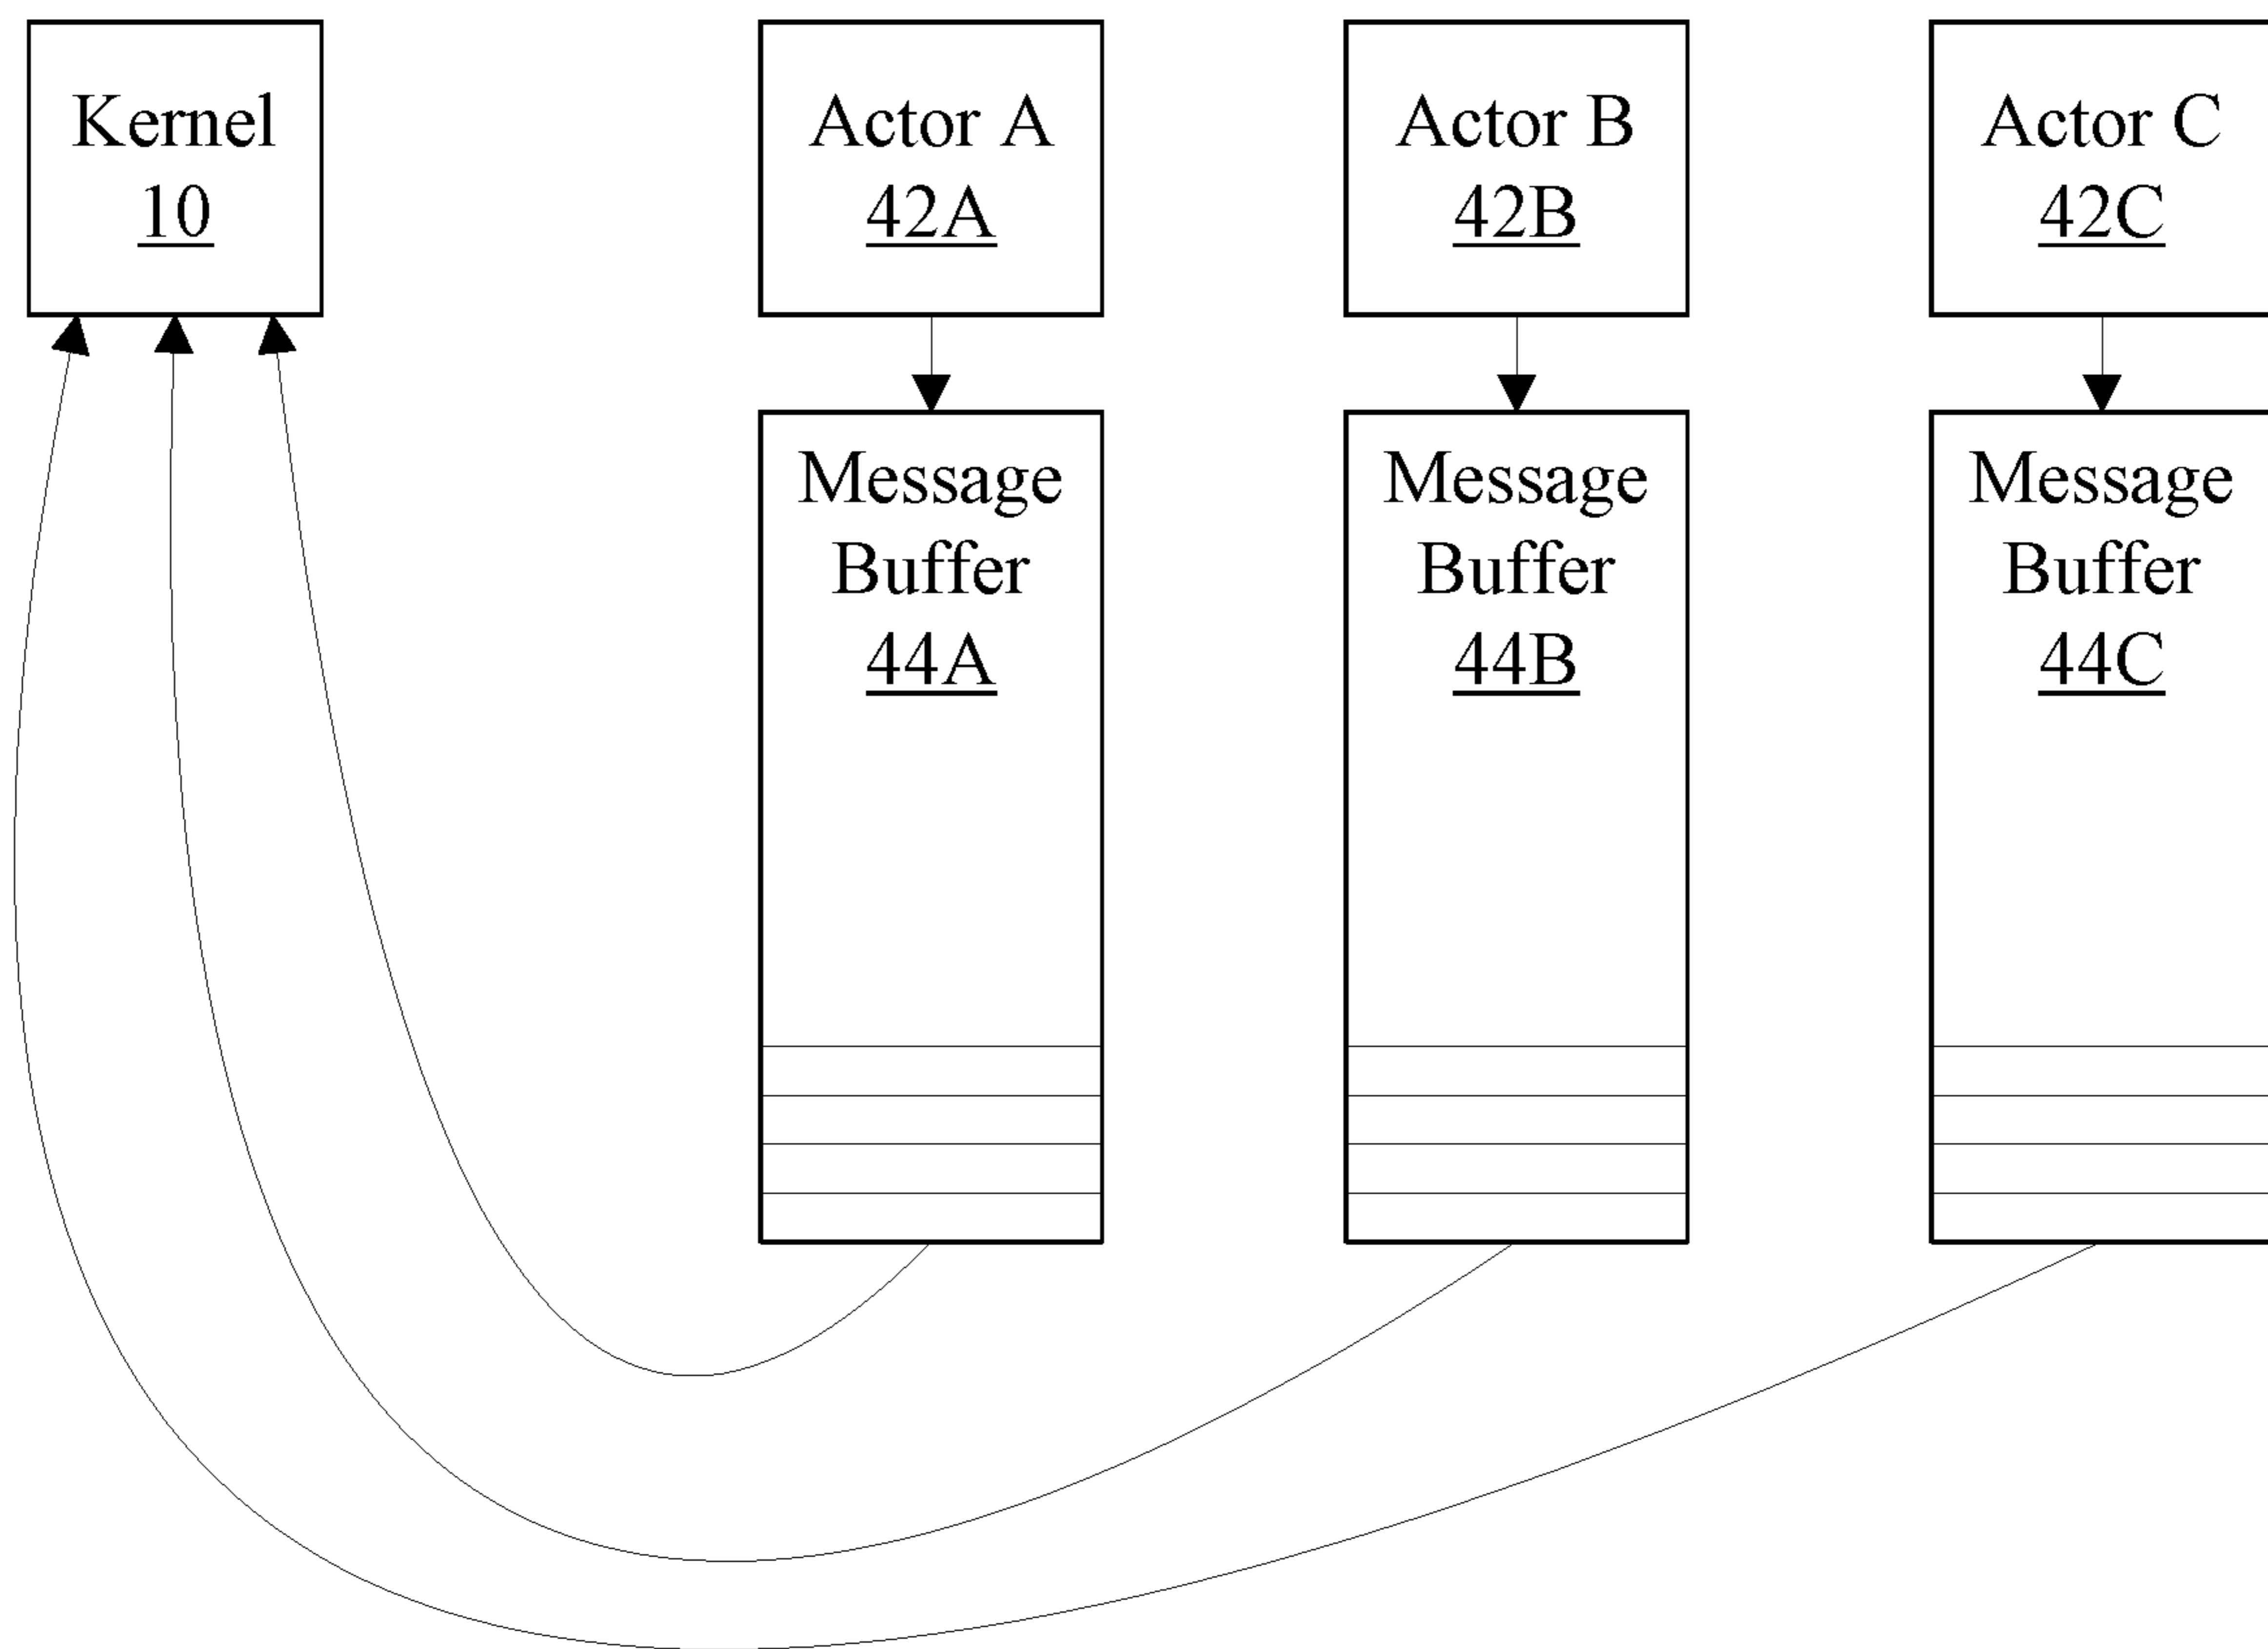 Kernel
10
Actor A
42A
Actor B
42B
Actor C
42C
Message
Buffer
44A
Message
Buffer
44B
Message
Buffer
44C